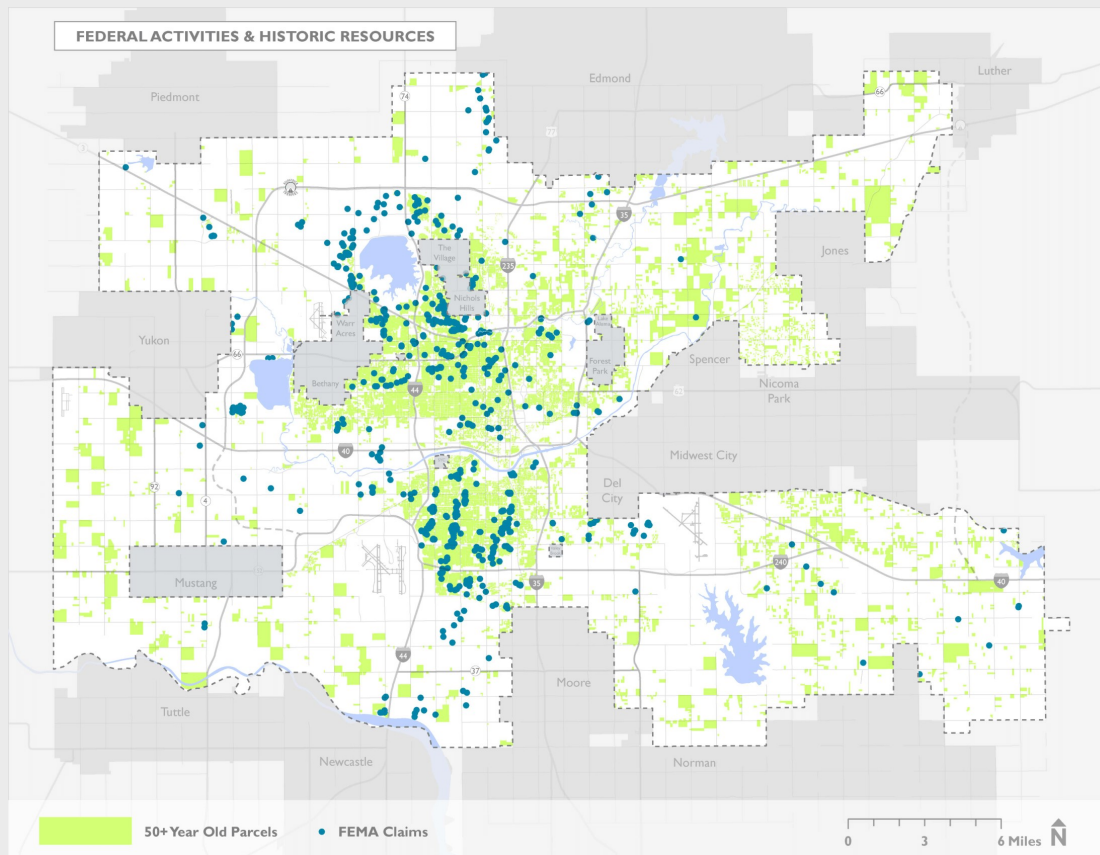 FEDERAL ACTIVITIES & HISTORIC RESOURCES
Luther
Edmond
Piedmont
74
66
35
Jones
The
Village
235
Nichols
Hills
Warr
Acres
Yukon
66
Forest
Park
Spencer
Bethany
44
Nicoma
Park
62
40
Midwest City
Del
City
92
4
240
40
Mustang
35
44
37
Moore
Tuttle
Newcastle
Norman
50+ Year Old Parcels
FEMA Claims
0
3
6 Miles
N